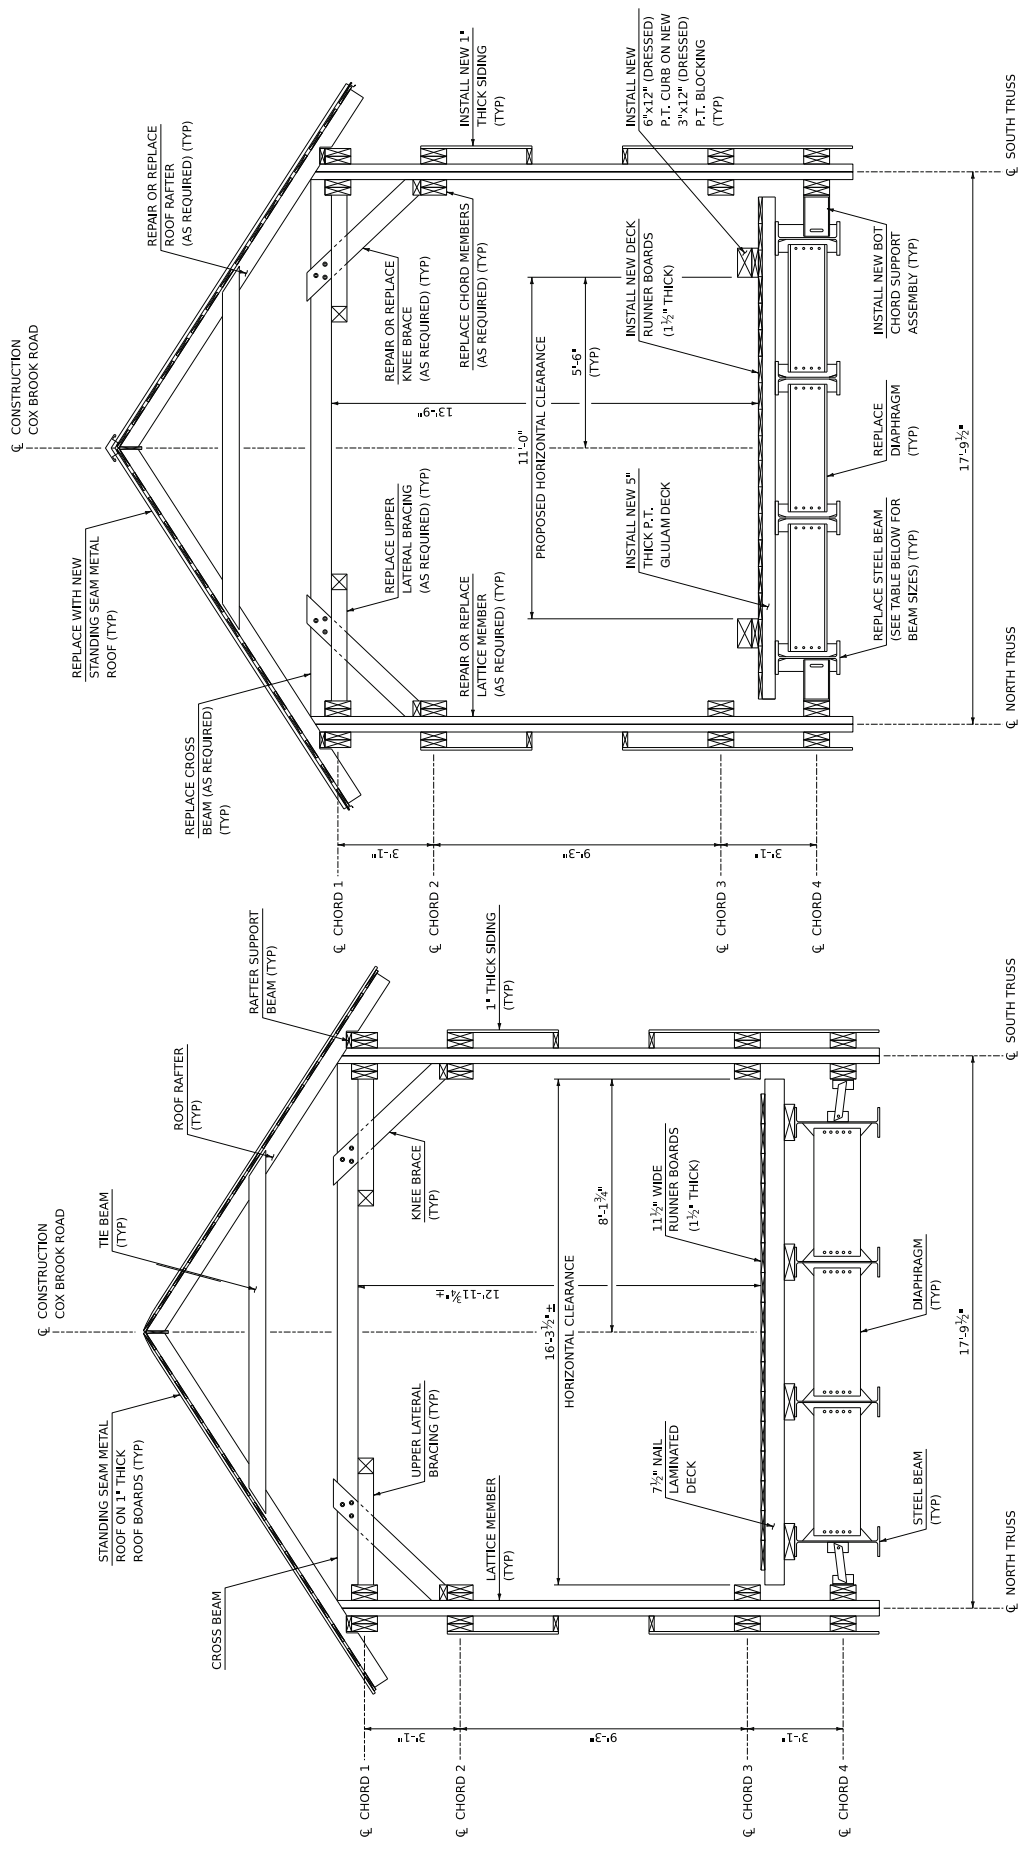 ℄ CONSTRUCTION
COX BROOK ROAD
STANDING SEAM METAL
ROOF ON 1" THICK
ROOF BOARDS (TYP)
TIE BEAM
(TYP)
ROOF RAFTER
(TYP)
RAFTER SUPPORT
BEAM (TYP)
CROSS BEAM
UPPER LATERAL
BRACING (TYP)
KNEE BRACE
(TYP)
LATTICE MEMBER
(TYP)
1" THICK SIDING
(TYP)
℄ CHORD 1
3'-1"
℄ CHORD 2
9'-3"
℄ CHORD 3
3'-1"
℄ CHORD 4
12'-11¾"±
16'-3½"±
HORIZONTAL CLEARANCE
8'-1¾"
7½" NAIL
LAMINATED
DECK
11½" WIDE
RUNNER BOARDS
(1½" THICK)
STEEL BEAM
(TYP)
DIAPHRAGM
(TYP)
17'-9½"
℄ NORTH TRUSS
℄ SOUTH TRUSS
℄ CONSTRUCTION
COX BROOK ROAD
REPLACE WITH NEW
STANDING SEAM METAL
ROOF (TYP)
REPAIR OR REPLACE
ROOF RAFTER
(AS REQUIRED) (TYP)
REPLACE CROSS
BEAM (AS REQUIRED)
(TYP)
REPLACE UPPER
LATERAL BRACING
(AS REQUIRED) (TYP)
REPAIR OR REPLACE
KNEE BRACE
(AS REQUIRED) (TYP)
REPAIR OR REPLACE
LATTICE MEMBER
(AS REQUIRED) (TYP)
REPLACE CHORD MEMBERS
(AS REQUIRED) (TYP)
INSTALL NEW 1"
THICK SIDING
(TYP)
℄ CHORD 1
3'-1"
℄ CHORD 2
9'-3"
℄ CHORD 3
3'-1"
℄ CHORD 4
13'-9"
11'-0"
PROPOSED HORIZONTAL CLEARANCE
5'-6"
(TYP)
INSTALL NEW 5"
THICK P.T.
GLULAM DECK
INSTALL NEW DECK
RUNNER BOARDS
(1½" THICK)
INSTALL NEW
6"x12" (DRESSED)
P.T. CURB ON NEW
3"x12" (DRESSED)
P.T. BLOCKING
(TYP)
REPLACE STEEL BEAM
(SEE TABLE BELOW FOR
BEAM SIZES) (TYP)
REPLACE
DIAPHRAGM
(TYP)
INSTALL NEW BOT
CHORD SUPPORT
ASSEMBLY (TYP)
17'-9½"
℄ NORTH TRUSS
℄ SOUTH TRUSS